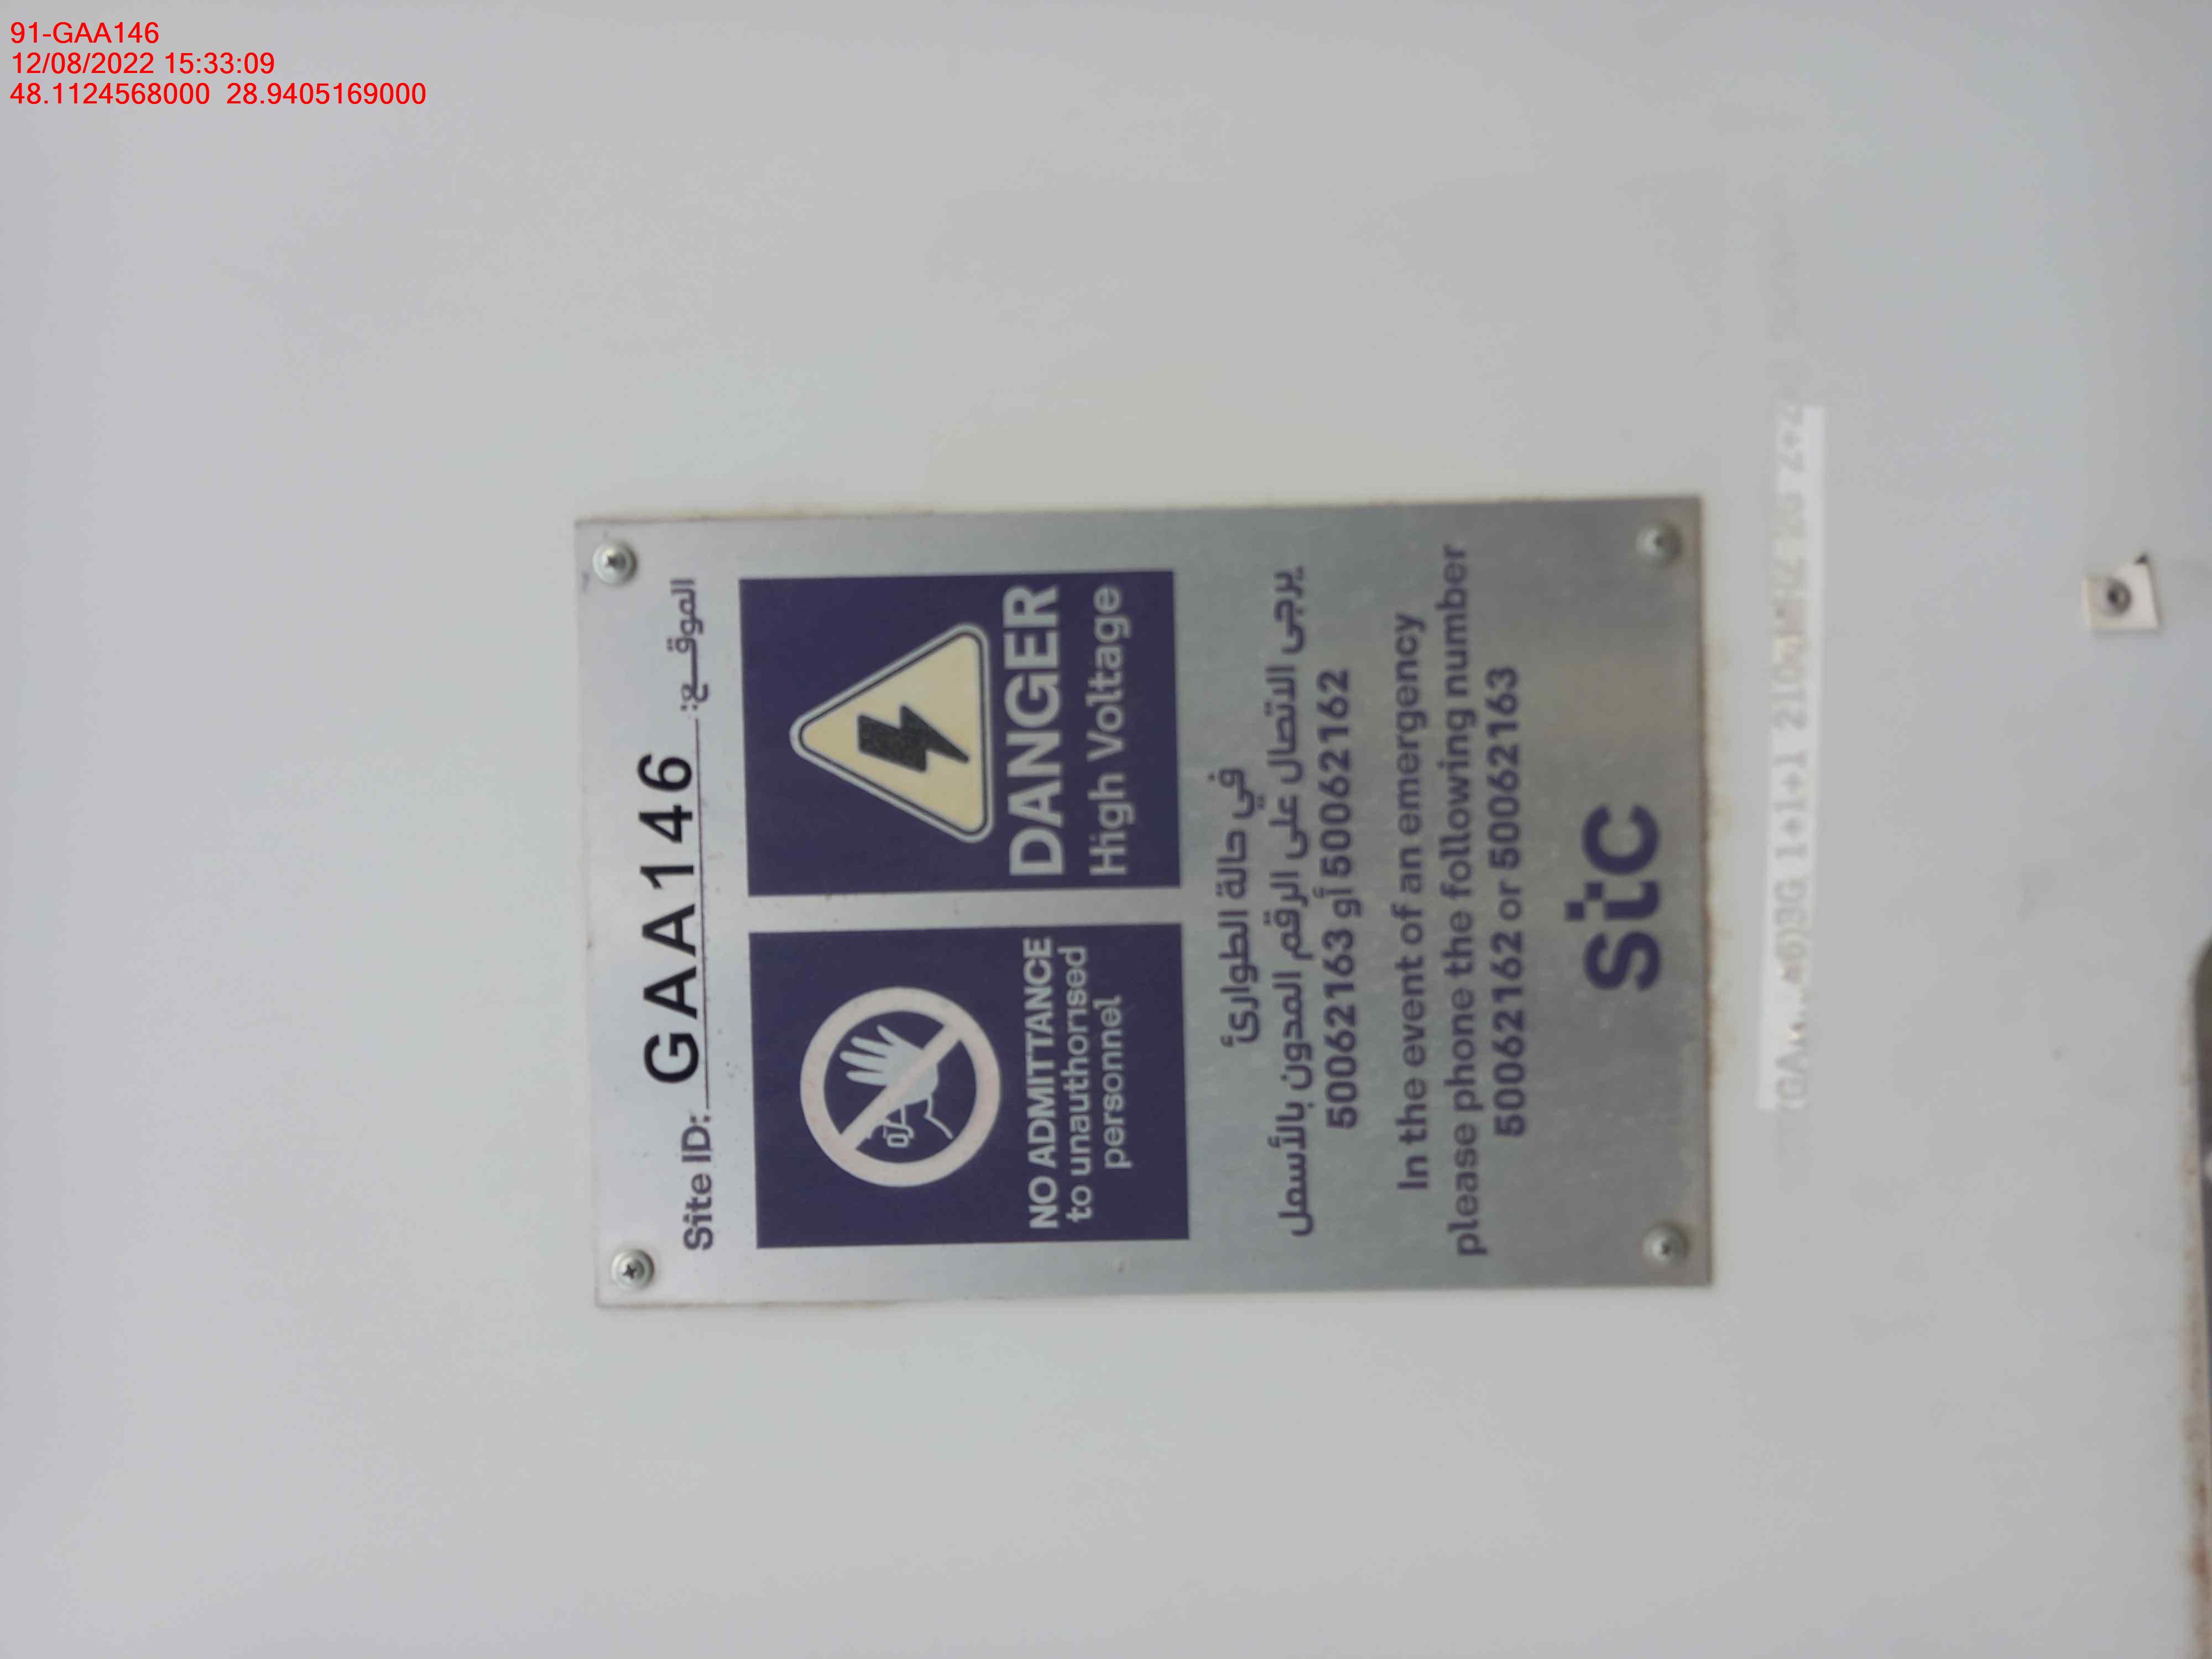 91-GAA146
12/08/2022 15:33:09
48.1124568000 28.9405169000
Site ID: GAA146 الموقـــع:
NO ADMITTANCE
to unauthorised
personnel
DANGER
High Voltage
في حالة الطوارئ
يرجى الاتصال على الرقم المدون بالأسفل
50062163 أو 50062162
In the event of an emergency
please phone the following number
50062162 or 50062163
stc